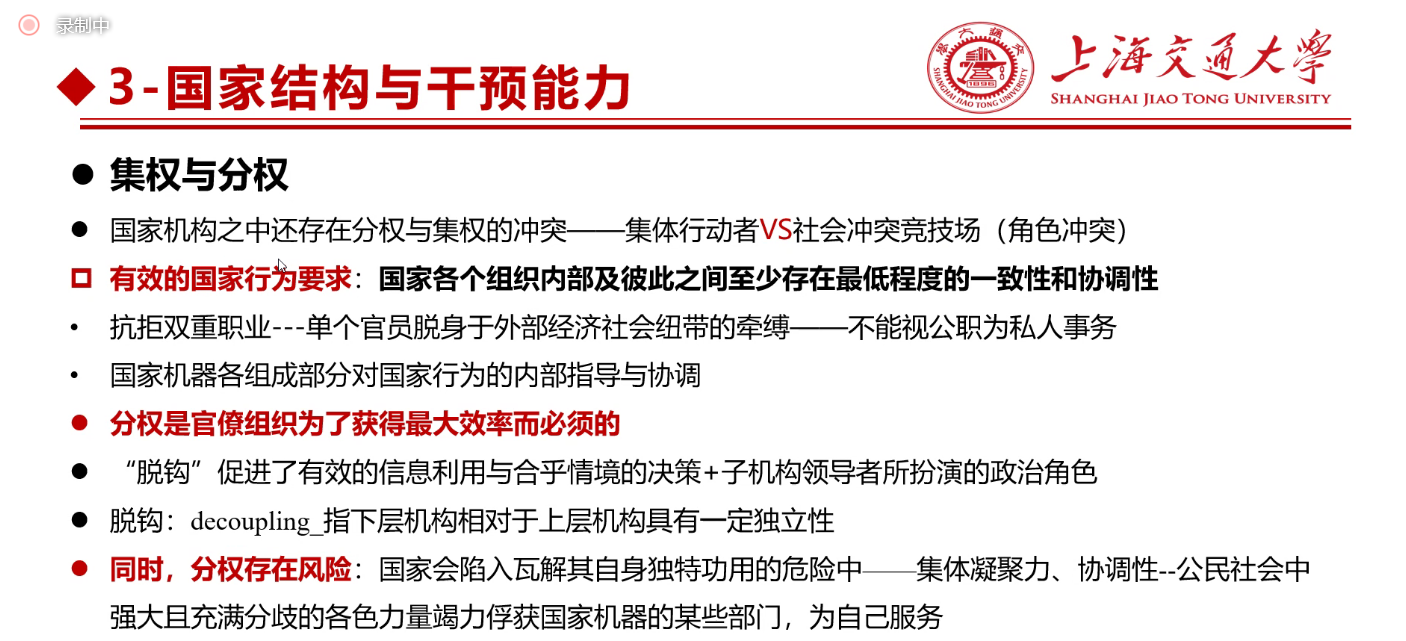 录制中
◆3-国家结构与干预能力
上海交通大学
SHANGHAI JIAO TONG UNIVERSITY
1896
SHANGHAI JIAO TONG UNIVERSITY
● 集权与分权
● 国家机构之中还存在分权与集权的冲突——集体行动者VS社会冲突竞技场（角色冲突）
有效的国家行为要求：国家各个组织内部及彼此之间至少存在最低程度的一致性和协调性
• 抗拒双重职业---单个官员脱身于外部经济社会纽带的牵缚——不能视公职为私人事务
• 国家机器各组成部分对国家行为的内部指导与协调
● 分权是官僚组织为了获得最大效率而必须的
● “脱钩”促进了有效的信息利用与合乎情境的决策+子机构领导者所扮演的政治角色
● 脱钩：decoupling_指下层机构相对于上层机构具有一定独立性
● 同时，分权存在风险：国家会陷入瓦解其自身独特功用的危险中——集体凝聚力、协调性--公民社会中
强大且充满分歧的各色力量竭力俘获国家机器的某些部门，为自己服务